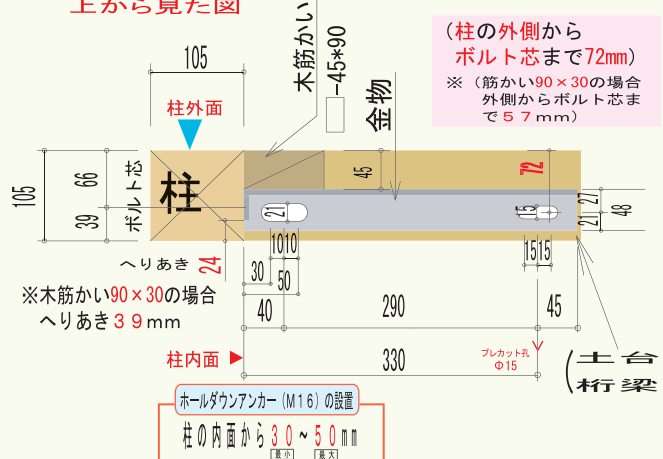 上から見た図
(柱の外側から
ボルト芯まで72mm)
※(筋かい90×30の場合
外側からボルト芯ま
で57mm)
木筋かい
-45*90
金物
105
柱外面
105
66
39
ボルト芯
柱
45
72
21
15
27
21
48
へりあき
24
10
10
15
15
30
50
※木筋かい90×30の場合
へりあき39mm
40
290
45
柱内面
330
プレカット孔
Φ15
(土台
桁梁
ホールダウンアンカー(M16)の設置
柱の内面から30~50mm
最小
最大